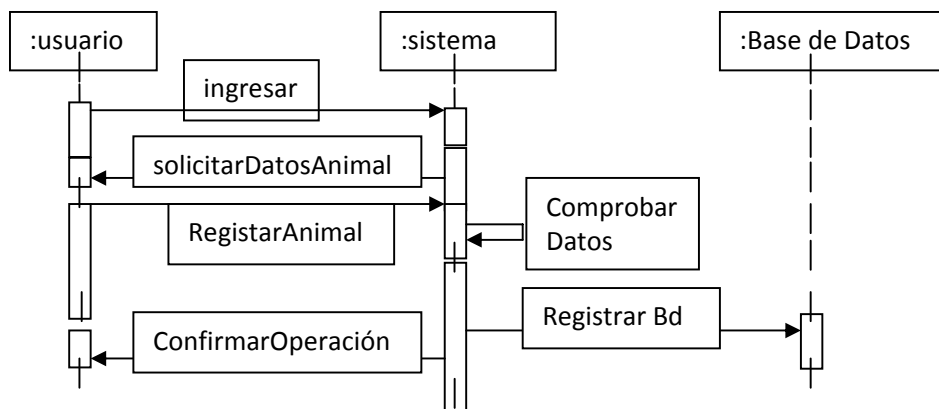 :usuario
:sistema
:Base de Datos
ingresar
solicitarDatosAnimal
RegistarAnimal
Comprobar
Datos
Registrar Bd
ConfirmarOperación